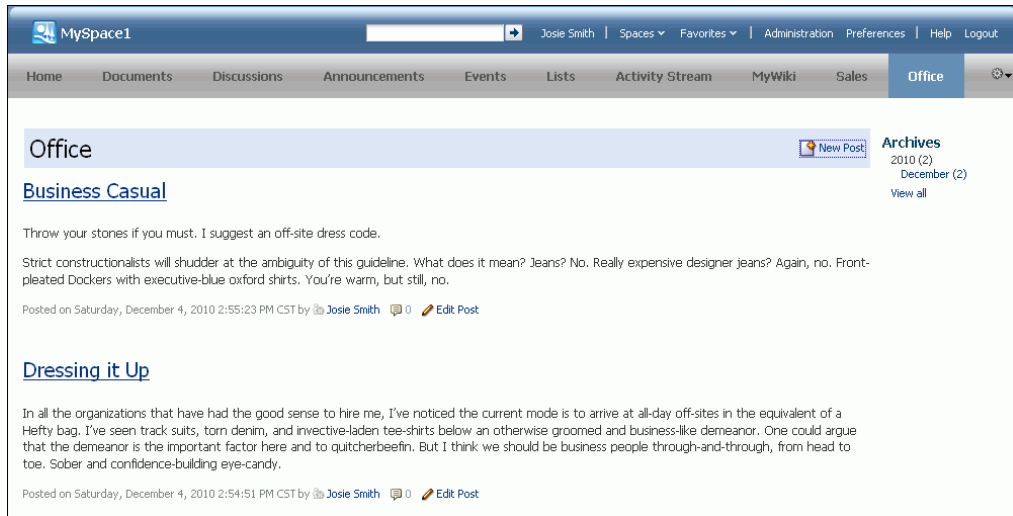 MySpace1
Josie Smith | Spaces Favorites | Administration Preferences | Help Logout
Home Documents Discussions Announcements Events Lists Activity Stream MyWiki Sales Office
Office
New Post
Archives
2010 (2)
December (2)
View all
Business Casual
Throw your stones if you must. I suggest an off-site dress code.
Strict constructionalists will shudder at the ambiguity of this guideline. What does it mean? Jeans? No. Really expensive designer jeans? Again, no. Front-
pleated Dockers with executive-blue oxford shirts. You're warm, but still, no.
Posted on Saturday, December 4, 2010 2:55:23 PM CST by Josie Smith 0 Edit Post
Dressing it Up
In all the organizations that have had the good sense to hire me, I've noticed the current mode is to arrive at all-day off-sites in the equivalent of a
Hefty bag. I've seen track suits, torn denim, and invective-laden tee-shirts below an otherwise groomed and business-like demeanor. One could argue
that the demeanor is the important factor here and to quitcherbeefin. But I think we should be business people through-and-through, from head to
toe. Sober and confidence-building eye-candy.
Posted on Saturday, December 4, 2010 2:54:51 PM CST by Josie Smith 0 Edit Post